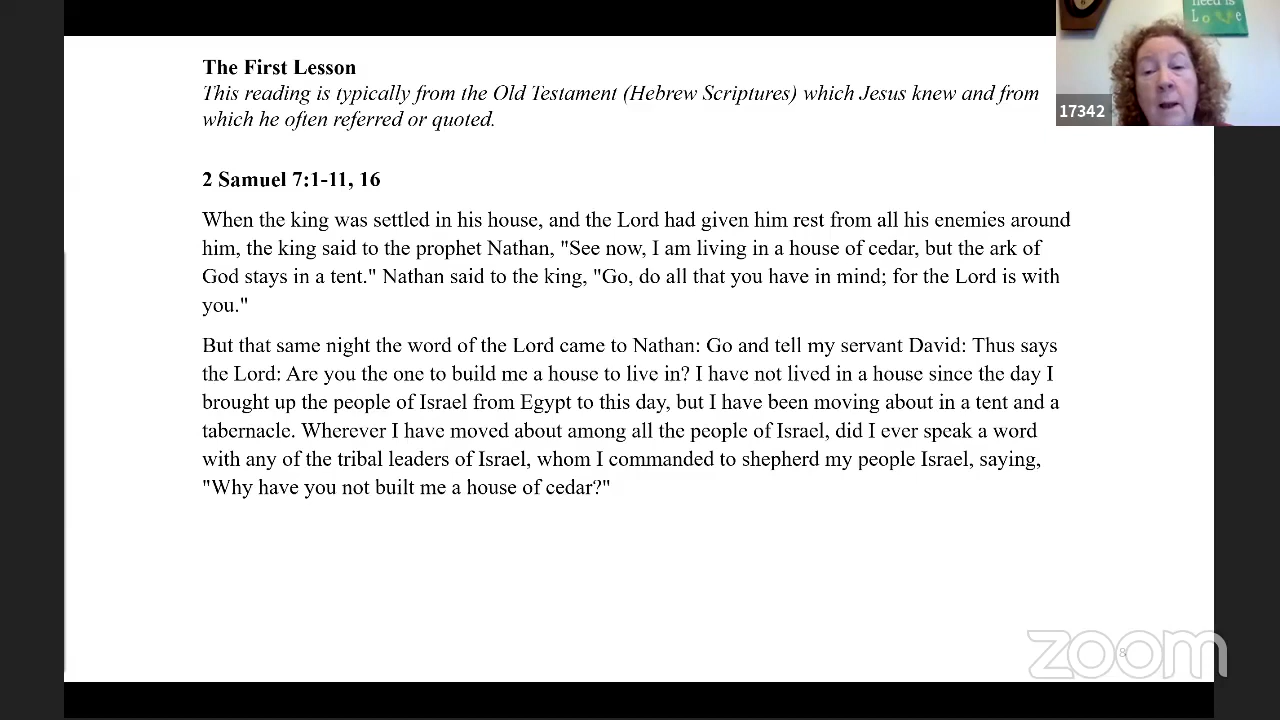 need is
Lo e
17342
The First Lesson
This reading is typically from the Old Testament (Hebrew Scriptures) which Jesus knew and from
which he often referred or quoted.
2 Samuel 7:1-11, 16
When the king was settled in his house, and the Lord had given him rest from all his enemies around
him, the king said to the prophet Nathan, "See now, I am living in a house of cedar, but the ark of
God stays in a tent." Nathan said to the king, "Go, do all that you have in mind; for the Lord is with
you."
But that same night the word of the Lord came to Nathan: Go and tell my servant David: Thus says
the Lord: Are you the one to build me a house to live in? I have not lived in a house since the day I
brought up the people of Israel from Egypt to this day, but I have been moving about in a tent and a
tabernacle. Wherever I have moved about among all the people of Israel, did I ever speak a word
with any of the tribal leaders of Israel, whom I commanded to shepherd my people Israel, saying,
"Why have you not built me a house of cedar?"
8
zoom